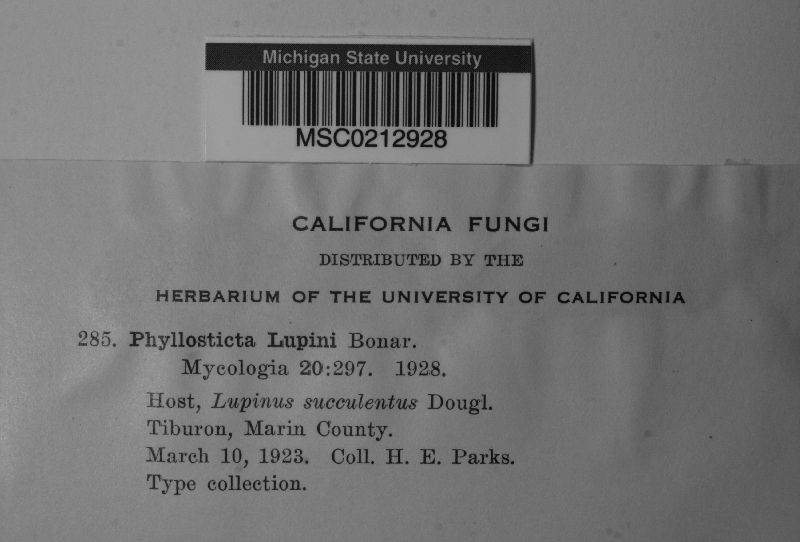 Michigan State University
MSC0212928
CALIFORNIA FUNGI
DISTRIBUTED BY THE
HERBARIUM OF THE UNIVERSITY OF CALIFORNIA
285. Phyllosticta Lupini Bonar.
Mycologia 20:297. 1928.
Host, Lupinus succulentus Dougl.
Tiburon, Marin County.
March 10, 1923. Coll. H. E. Parks.
Type collection.